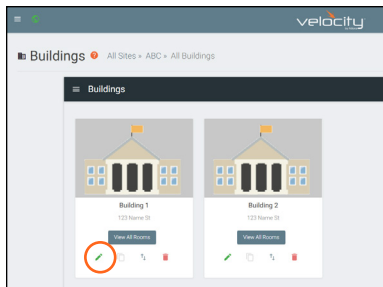 velocity
Buildings ? All Sites » ABC » All Buildings
Buildings
Building 1
123 Name St
View All Rooms
Building 2
123 Name St
View All Rooms